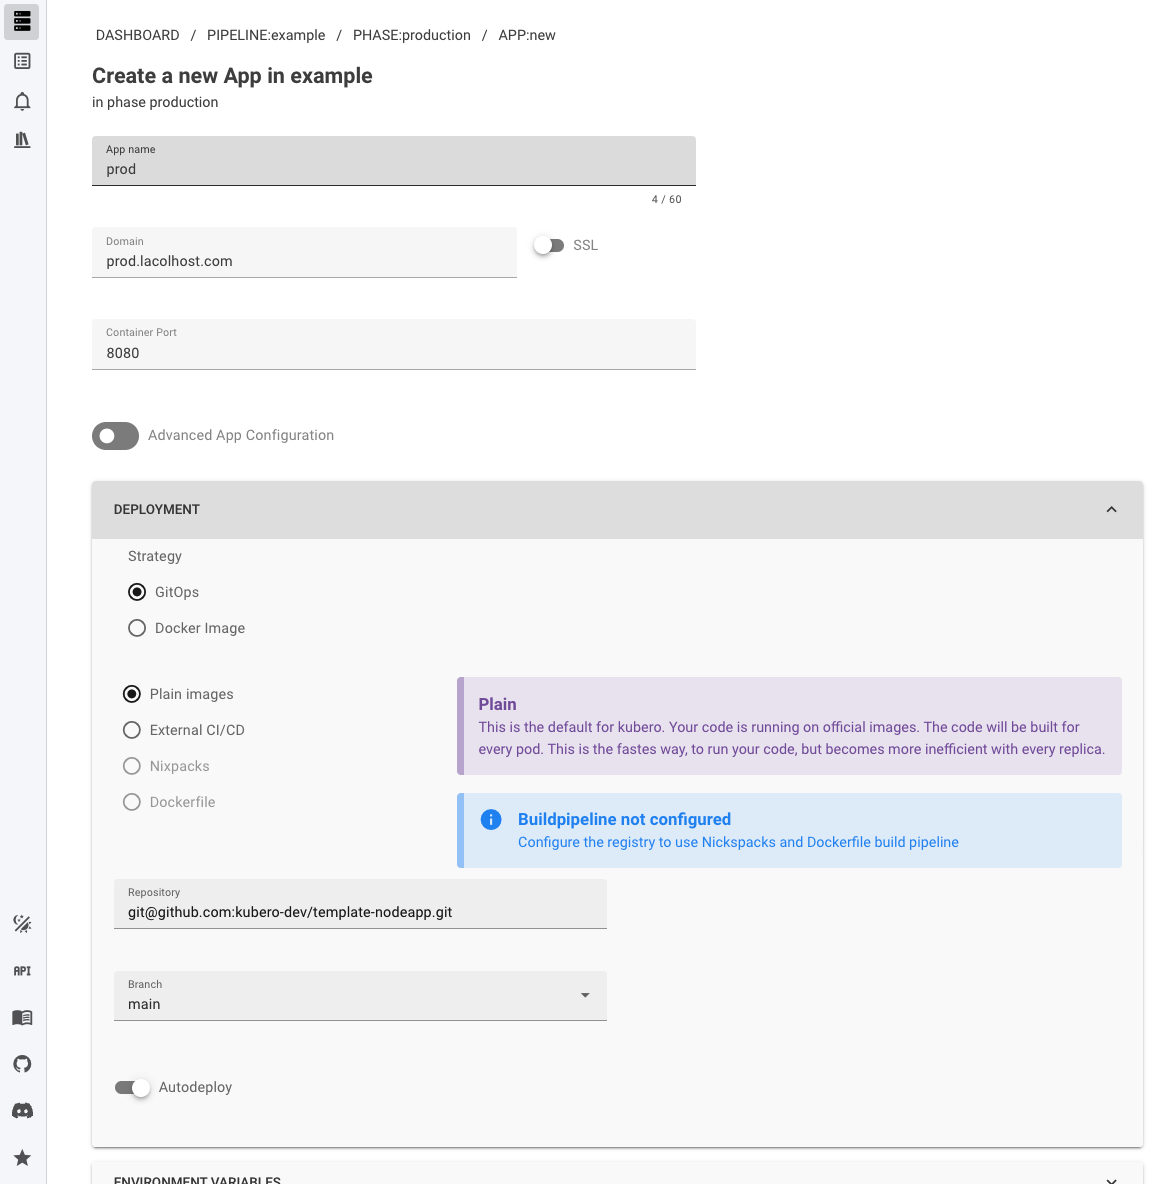 DASHBOARD / PIPELINE:example / PHASE:production / APP:new
Create a new App in example
in phase production
App name
prod
4 / 60
Domain
prod.lacolhost.com
SSL
Container Port
8080
Advanced App Configuration
DEPLOYMENT
Strategy
GitOps
Docker Image
Plain images
External CI/CD
Nixpacks
Dockerfile
Plain
This is the default for kubero. Your code is running on official images. The code will be built for
every pod. This is the fastes way, to run your code, but becomes more inefficient with every replica.
Buildpipeline not configured
Configure the registry to use Nickspacks and Dockerfile build pipeline
Repository
git@github.com:kubero-dev/template-nodeapp.git
Branch
main
API
Autodeploy
ENVIRONMENT VARIABLES